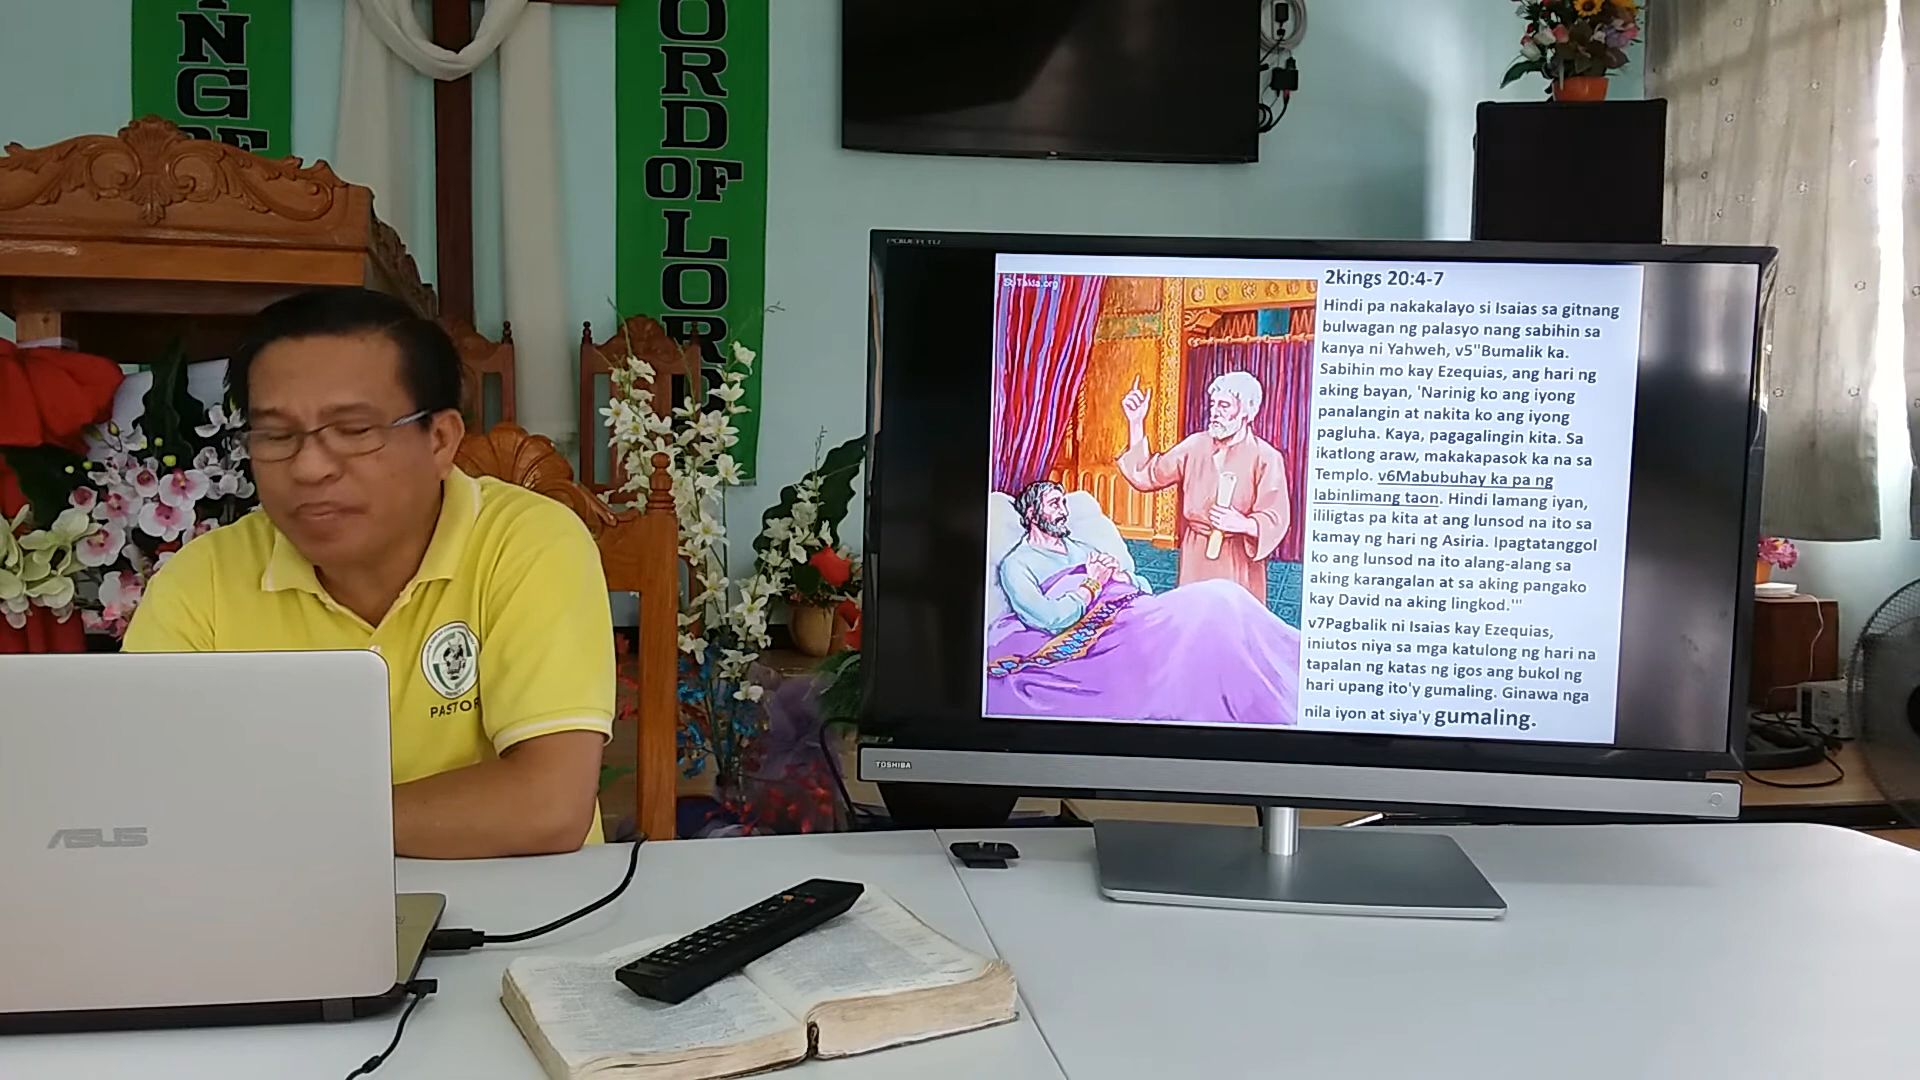 NG
OF
ORD
OF
LORD
POWER TV
St-Takla.org
2kings 20:4-7
Hindi pa nakakalayo si Isaias sa gitnang
bulwagan ng palasyo nang sabihin sa
kanya ni Yahweh, v5"Bumalik ka.
Sabihin mo kay Ezequias, ang hari ng
aking bayan, 'Narinig ko ang iyong
panalangin at nakita ko ang iyong
pagluha. Kaya, pagagalingin kita. Sa
ikatlong araw, makakapasok ka na sa
Templo. v6Mabubuhay ka pa ng
labinlimang taon. Hindi lamang iyan,
ililigtas pa kita at ang lunsod na ito sa
kamay ng hari ng Asiria. Ipagtatanggol
ko ang lunsod na ito alang-alang sa
aking karangalan at sa aking pangako
kay David na aking lingkod.'"
v7Pagbalik ni Isaias kay Ezequias,
iniutos niya sa mga katulong ng hari na
tapalan ng katas ng igos ang bukol ng
hari upang ito'y gumaling. Ginawa nga
nila iyon at siya'y gumaling.
TOSHIBA
PASTOR
ASUS